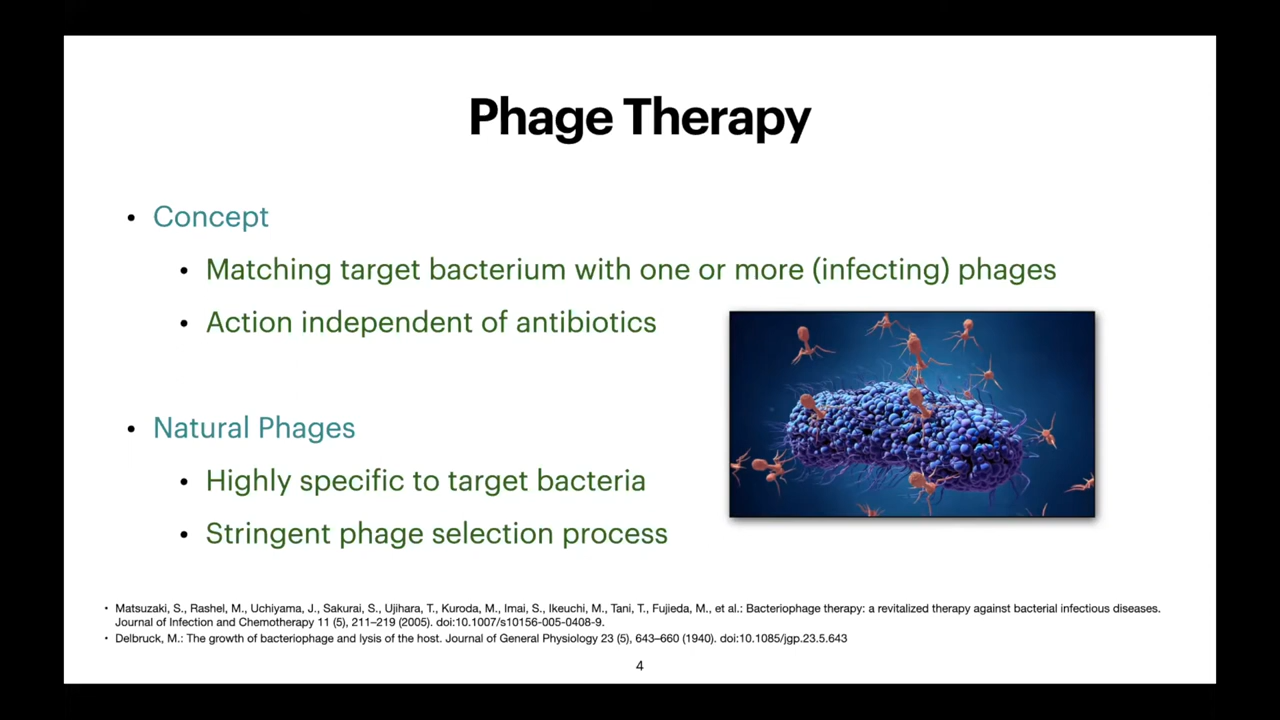 Phage Therapy
• Concept
• Matching target bacterium with one or more (infecting) phages
• Action independent of antibiotics
• Natural Phages
• Highly specific to target bacteria
• Stringent phage selection process
• Matsuzaki, S., Rashel, M., Uchiyama, J., Sakurai, S., Ujihara, T., Kuroda, M., Imai, S., Ikeuchi, M., Tani, T., Fujieda, M., et al.: Bacteriophage therapy: a revitalized therapy against bacterial infectious diseases.
Journal of Infection and Chemotherapy 11 (5), 211–219 (2005). doi:10.1007/s10156-005-0408-9.
• Delbruck, M.: The growth of bacteriophage and lysis of the host. Journal of General Physiology 23 (5), 643–660 (1940). doi:10.1085/jgp.23.5.643
4